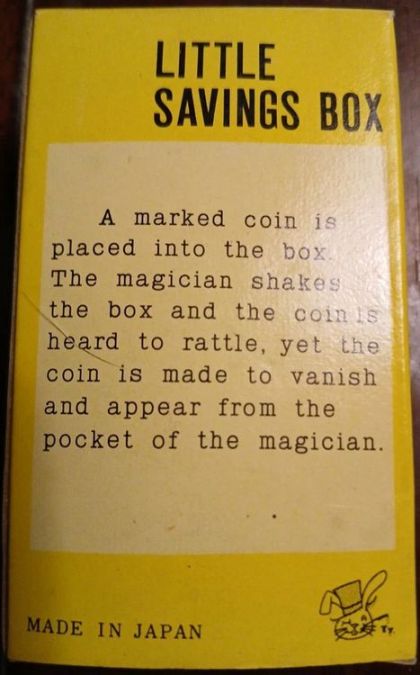 LITTLE
SAVINGS BOX
A marked coin is
placed into the box.
The magician shakes
the box and the coin is
heard to rattle, yet the
coin is made to vanish
and appear from the
pocket of the magician.
MADE IN JAPAN